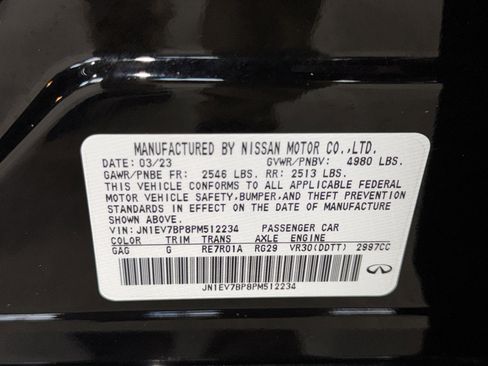 MANUFACTURED BY NISSAN MOTOR CO.,LTD.
DATE: 03/23 GVWR/PNBV: 4980 LBS.
GAWR/PNBE FR: 2546 LBS. RR: 2513 LBS.
THIS VEHICLE CONFORMS TO ALL APPLICABLE FEDERAL
MOTOR VEHICLE SAFETY,BUMPER,AND THEFT PREVENTION
STANDARDS IN EFFECT ON THE DATE OF MANUFACTURE
SHOWN ABOVE.
VIN: JN1EV7BP8PM512234 PASSENGER CAR
COLOR TRIM TRANS AXLE ENGINE
GAG G RE7R01A RG29 VR30(DDTT) 2997CC
JN1EV7BP8PM512234